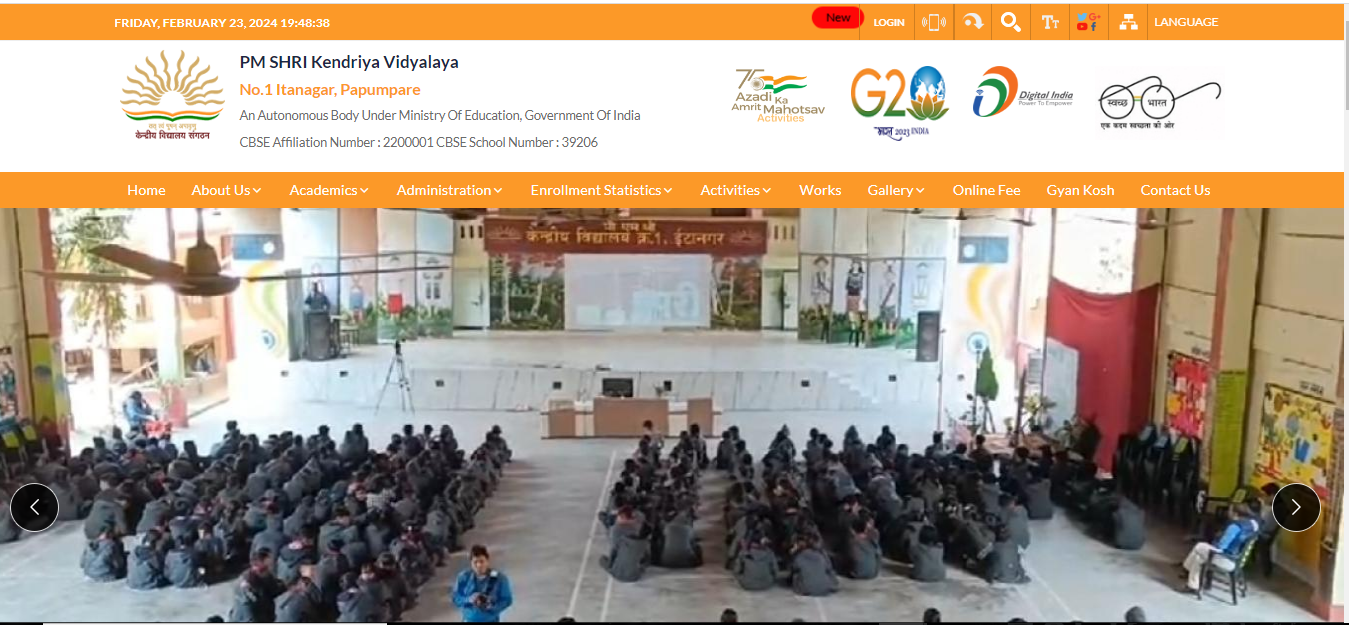 FRIDAY, FEBRUARY 23, 2024 19:48:38
New
LOGIN
TT
G+
LANGUAGE
केन्द्रीय विद्यालय संगठन
PM SHRI Kendriya Vidyalaya
No.1 Itanagar, Papumpare
An Autonomous Body Under Ministry Of Education, Government Of India
CBSE Affiliation Number : 2200001 CBSE School Number : 39206
75
Azadi Ka
Amrit Mahotsav
Activities
G20
भारत 2023 INDIA
Digital India
Power To Empower
स्वच्छ भारत
एक कदम स्वच्छता की ओर
Home
About Us
Academics
Administration
Enrollment Statistics
Activities
Works
Gallery
Online Fee
Gyan Kosh
Contact Us
पी एम श्री
केन्द्रीय विद्यालय क्र.1, ईटानगर